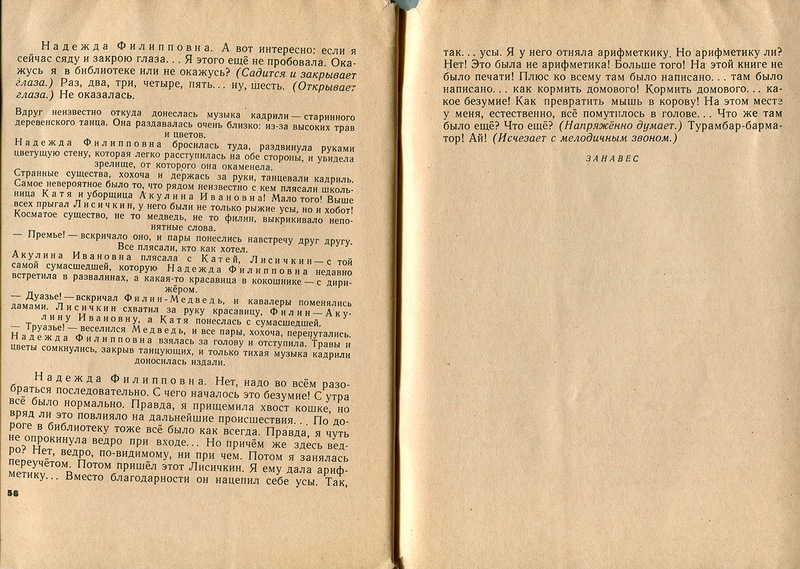 Надежда Филипповна. А вот интересно: если я
сейчас сяду и закрою глаза... Я этого ещё не пробовала. Ока-
жусь я в библиотеке или не окажусь? (Садится и закрывает
глаза.) Раз, два, три, четыре, пять... ну, шесть. (Открывает
глаза.) Не оказалась.
Вдруг неизвестно откуда донеслась музыка кадрили — старинного
деревенского танца. Она раздавалась очень близко: из-за высоких трав
и цветов.
Надежда Филипповна бросилась туда, раздвинула руками
цветущую стену, которая легко расступилась на обе стороны, и увидела
зрелище, от которого она окаменела.
Странные существа, хохоча и держась за руки, танцевали кадриль.
Самое невероятное было то, что рядом неизвестно с кем плясали школь-
ница Катя и уборщица Акулина Ивановна! Мало того! Выше
всех прыгал Лисичкин, у него были не только рыжие усы, но и хобот!
Косматое существо, не то медведь, не то филин, выкрикивало непо-
нятные слова.
— Премье! — вскричало оно, и пары понеслись навстречу друг другу.
Все плясали, кто как хотел.
Акулина Ивановна плясала с Катей, Лисичкин — с той
самой сумасшедшей, которую Надежда Филипповна недавно
встретила в развалинах, а какая-то красавица в кокошнике — с дири-
жёром.
— Дуазье! — вскричал Филин-Медведь, и кавалеры поменялись
дамами. Лисичкин схватил за руку красавицу, Филин — Аку-
лину Ивановну, а Катя понеслась с сумасшедшей.
— Труазье! — веселился Медведь, и все пары, хохоча, перепутались.
Надежда Филипповна взялась за голову и отступила. Травы и
цветы сомкнулись, закрыв танцующих, и только тихая музыка кадрили
доносилась издали.
Надежда Филипповна. Нет, надо во всём разо-
браться последовательно. С чего началось это безумие! С утра
всё было нормально. Правда, я прищемила хвост кошке, но
вряд ли это повлияло на дальнейшие происшествия... По до-
роге в библиотеку тоже всё было как всегда. Правда, я чуть
не опрокинула ведро при входе... Но причём же здесь вед-
ро? Нет, ведро, по-видимому, ни при чем. Потом я занялась
переучётом. Потом пришёл этот Лисичкин. Я ему дала ариф-
метику... Вместо благодарности он нацепил себе усы. Так,
56
так... усы. Я у него отняла арифметкику. Но арифметику ли?
Нет! Это была не арифметика! Больше того! На этой книге не
было печати! Плюс ко всему там было написано... там было
написано... как кормить домового! Кормить домового... ка-
кое безумие! Как превратить мышь в корову! На этом месте
у меня, естественно, всё помутилось в голове... Что же там
было ещё? Что ещё? (Напряжённо думает.) Турамбар-барма-
тор! Ай! (Исчезает с мелодичным звоном.)
ЗАНАВЕС